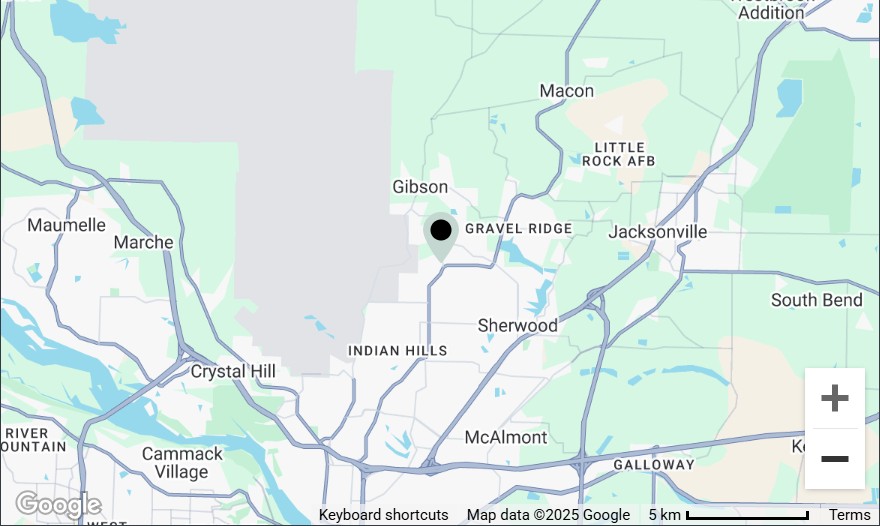 Addition
Macon
LITTLE
ROCK AFB
Gibson
Maumelle
GRAVEL RIDGE
Jacksonville
Marche
South Bend
Sherwood
INDIAN HILLS
Crystal Hill
RIVER
McAlmont
Cammack
Village
GALLOWAY
Google
Keyboard shortcuts
Map data ©2025 Google
5 km
Terms